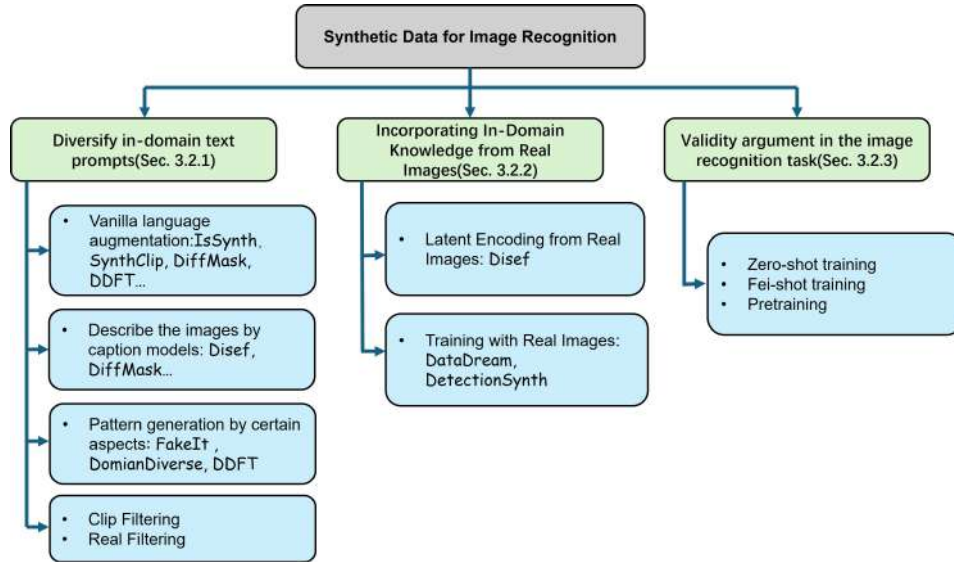 Synthetic Data for Image Recognition
Diversify in-domain text
prompts(Sec. 3.2.1)
• Vanilla language
augmentation:IsSynth,
SynthClip, DiffMask,
DDFT...
• Describe the images by
caption models: Disef,
DiffMask...
• Pattern generation by certain
aspects: FakeIt ,
DomianDiverse, DDFT
• Clip Filtering
• Real Filtering
Incorporating In-Domain
Knowledge from Real
Images(Sec. 3.2.2)
• Latent Encoding from Real
Images: Disef
• Training with Real Images:
DataDream,
DetectionSynth
Validity argument in the image
recognition task(Sec. 3.2.3)
• Zero-shot training
• Fei-shot training
• Pretraining